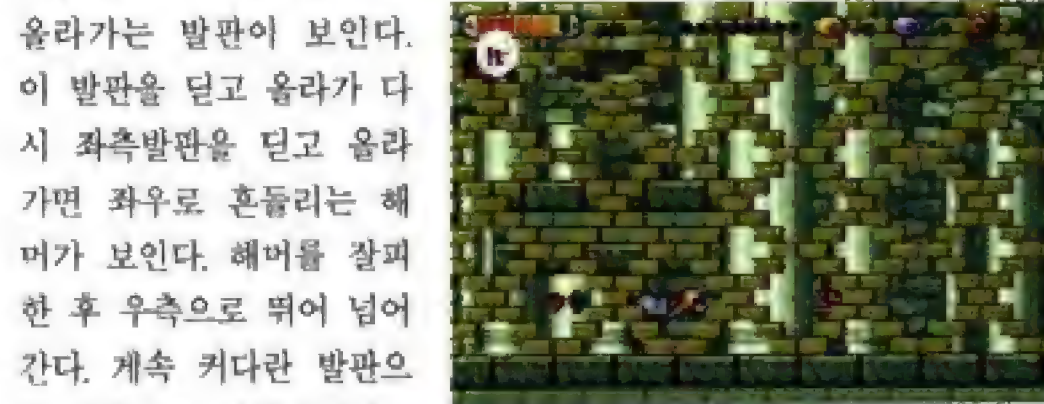 올라가는 발판이 보인다.
이 발판을 딛고 올라가 다
시 좌측발판을 딛고 올라
가면 좌우로 흔들리는 해
머가 보인다. 해머를 잘피
한 후 우측으로 뛰어 넘어
간다. 계속 커다란 발판으